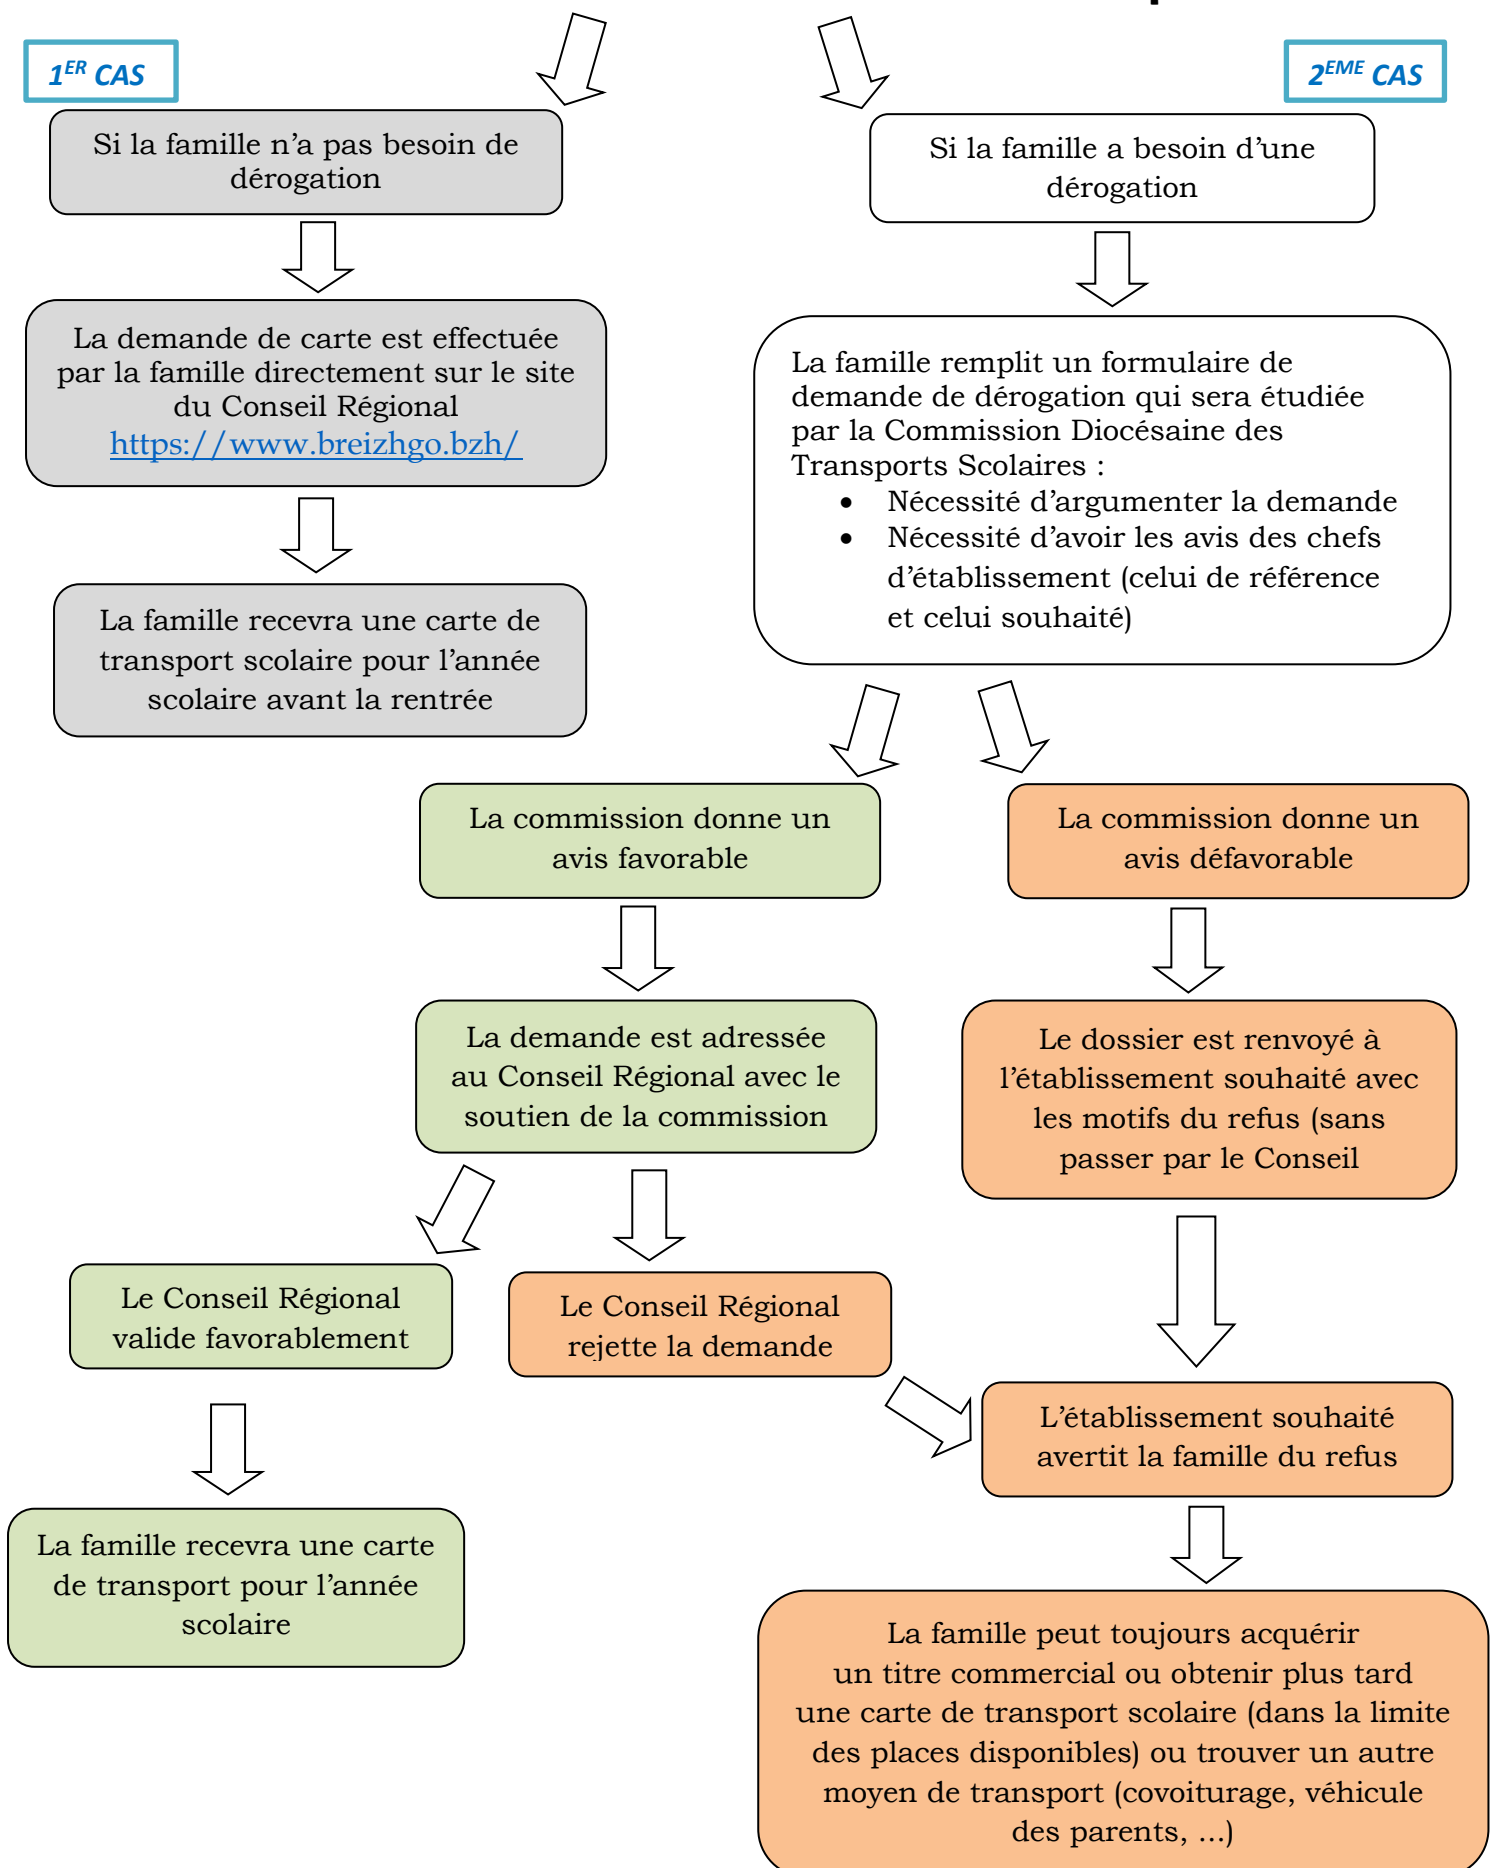 1ER CAS
2EME CAS
Si la famille n'a pas besoin de
dérogation
Si la famille a besoin d'une
dérogation
La demande de carte est effectuée
par la famille directement sur le site
du Conseil Régional
https://www.breizhgo.bzh/
La famille remplit un formulaire de
demande de dérogation qui sera étudiée
par la Commission Diocésaine des
Transports Scolaires :
• Nécessité d'argumenter la demande
• Nécessité d'avoir les avis des chefs
d'établissement (celui de référence
et celui souhaité)
La famille recevra une carte de
transport scolaire pour l'année
scolaire avant la rentrée
La commission donne un
avis favorable
La commission donne un
avis défavorable
La demande est adressée
au Conseil Régional avec le
soutien de la commission
Le dossier est renvoyé à
l'établissement souhaité avec
les motifs du refus (sans
passer par le Conseil
Le Conseil Régional
valide favorablement
Le Conseil Régional
rejette la demande
L'établissement souhaité
avertit la famille du refus
La famille recevra une carte
de transport pour l'année
scolaire
La famille peut toujours acquérir
un titre commercial ou obtenir plus tard
une carte de transport scolaire (dans la limite
des places disponibles) ou trouver un autre
moyen de transport (covoiturage, véhicule
des parents, ...)